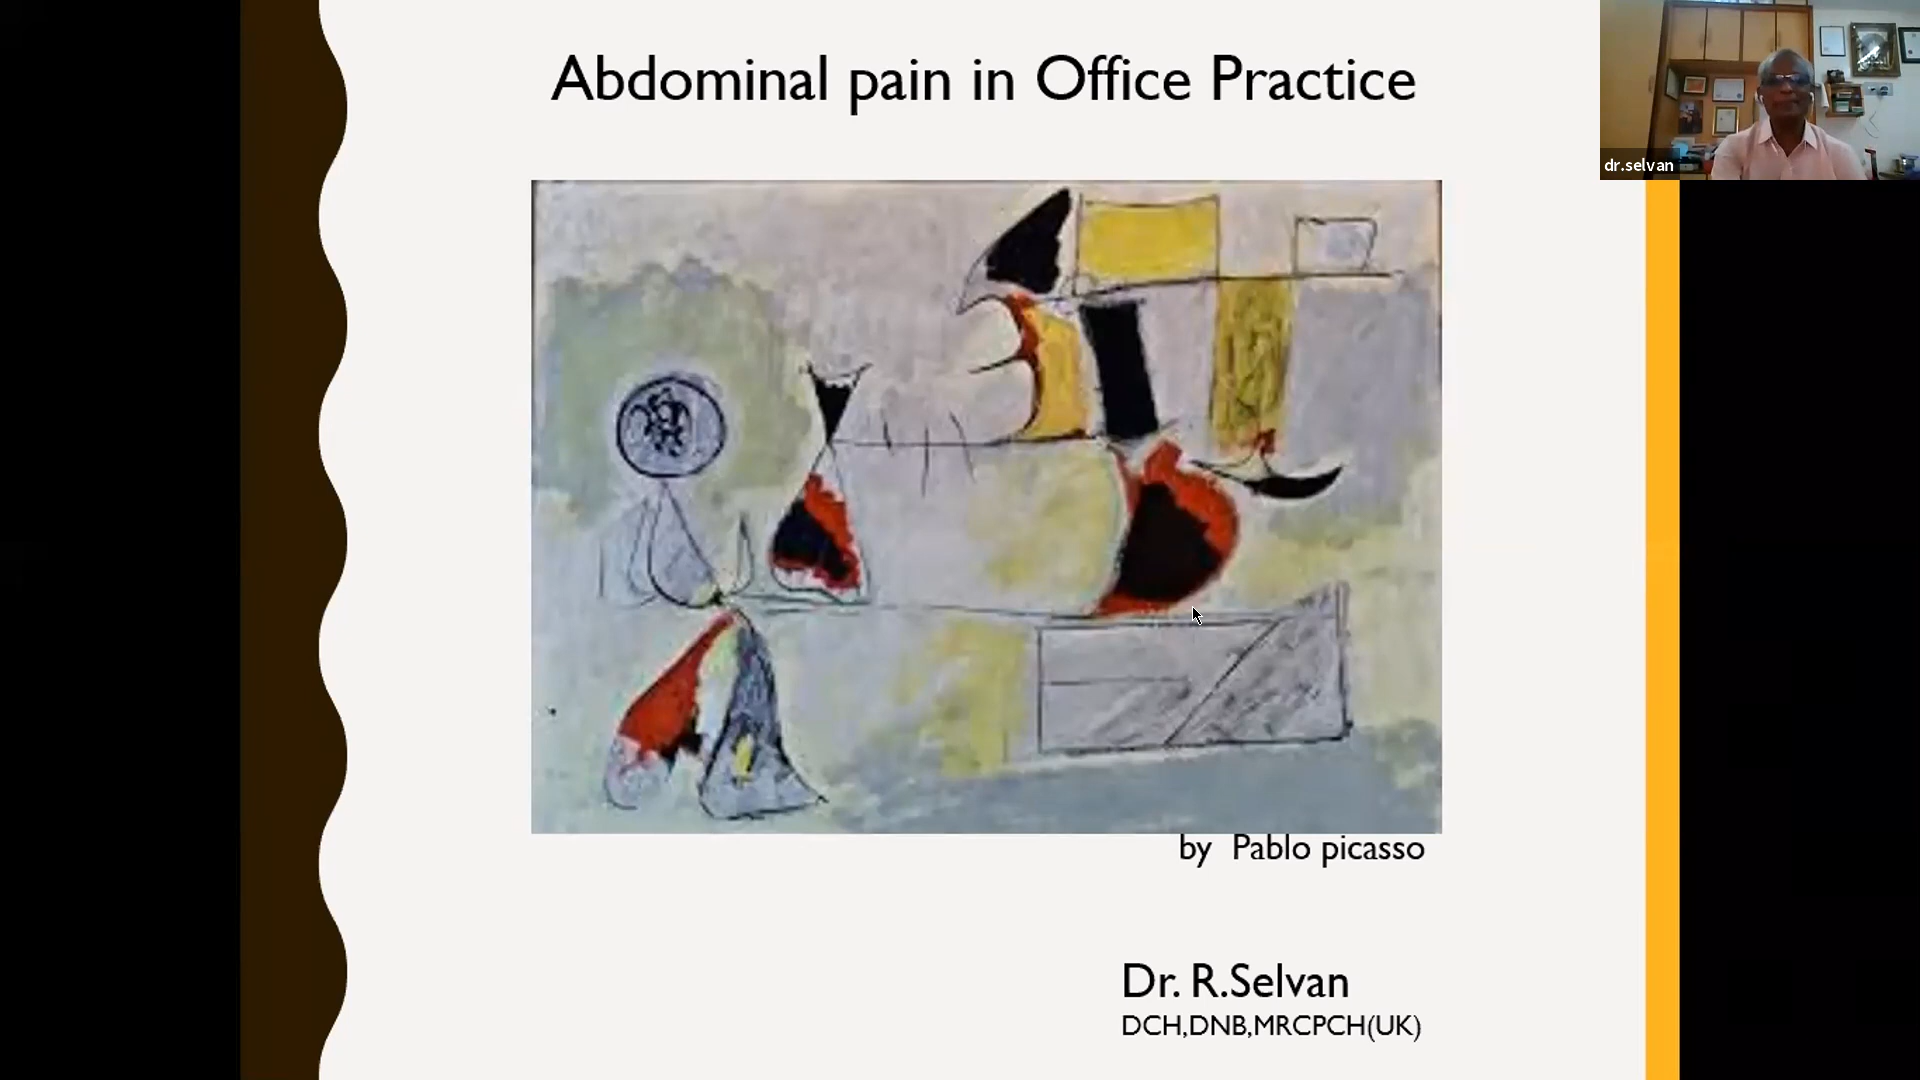 Abdominal pain in Office Practice
dr.selvan
by Pablo picasso
Dr. R.Selvan
DCH,DNB,MRCPCH(UK)